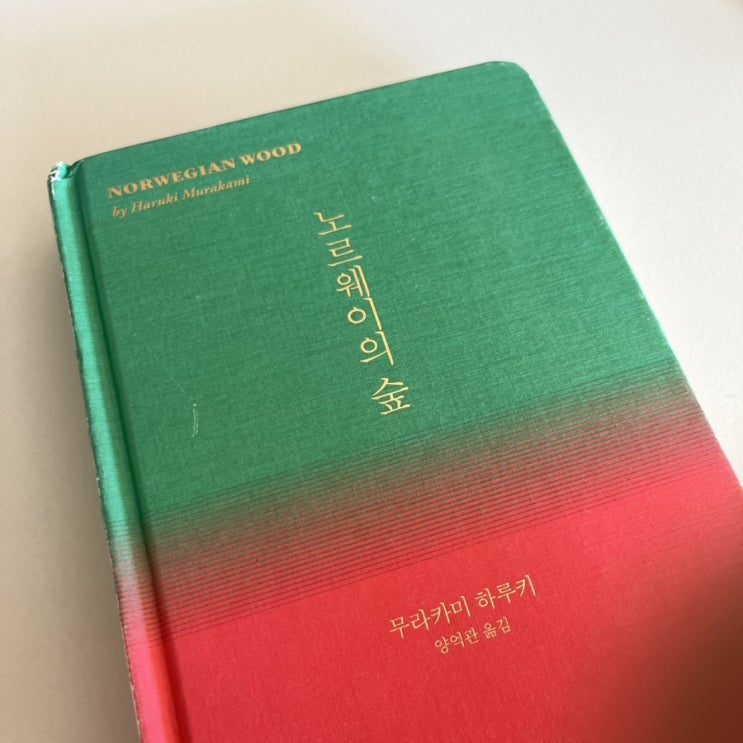 NORWEGIAN WOOD
by Haruki Murakami
노르웨이의 숲
무라카미 하루키
양억관 옮김